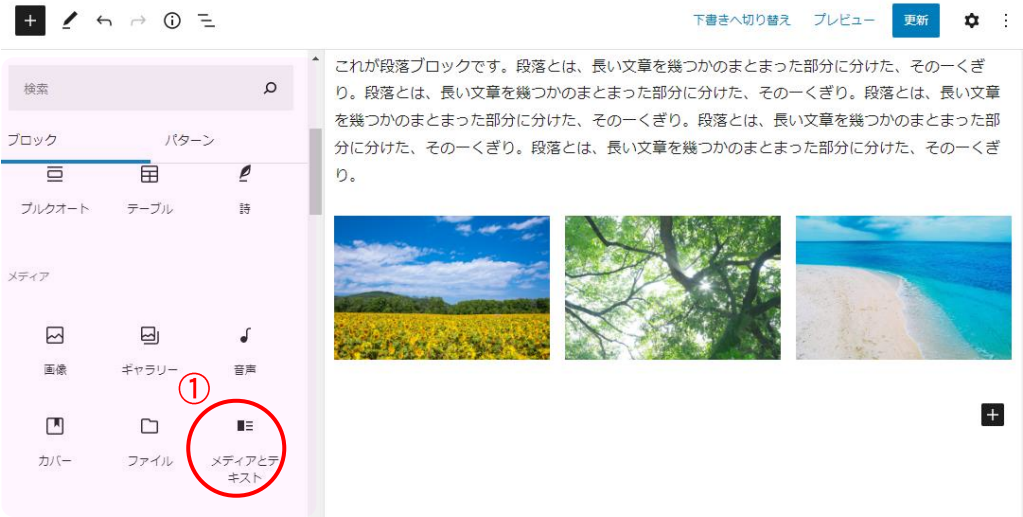 下書きへ切り替え プレビュー 更新
検索
ブロック パターン
プルクオート テーブル 詩
メディア
画像 ギャラリー 音声
①
カバー ファイル メディアとテ
キスト
これが段落ブロックです。段落とは、長い文章を幾つかのまとまった部分に分けた、その一くぎ
り。段落とは、長い文章を幾つかのまとまった部分に分けた、その一くぎり。段落とは、長い文章
を幾つかのまとまった部分に分けた、その一くぎり。段落とは、長い文章を幾つかのまとまった部
分に分けた、その一くぎり。段落とは、長い文章を幾つかのまとまった部分に分けた、その一くぎ
り。